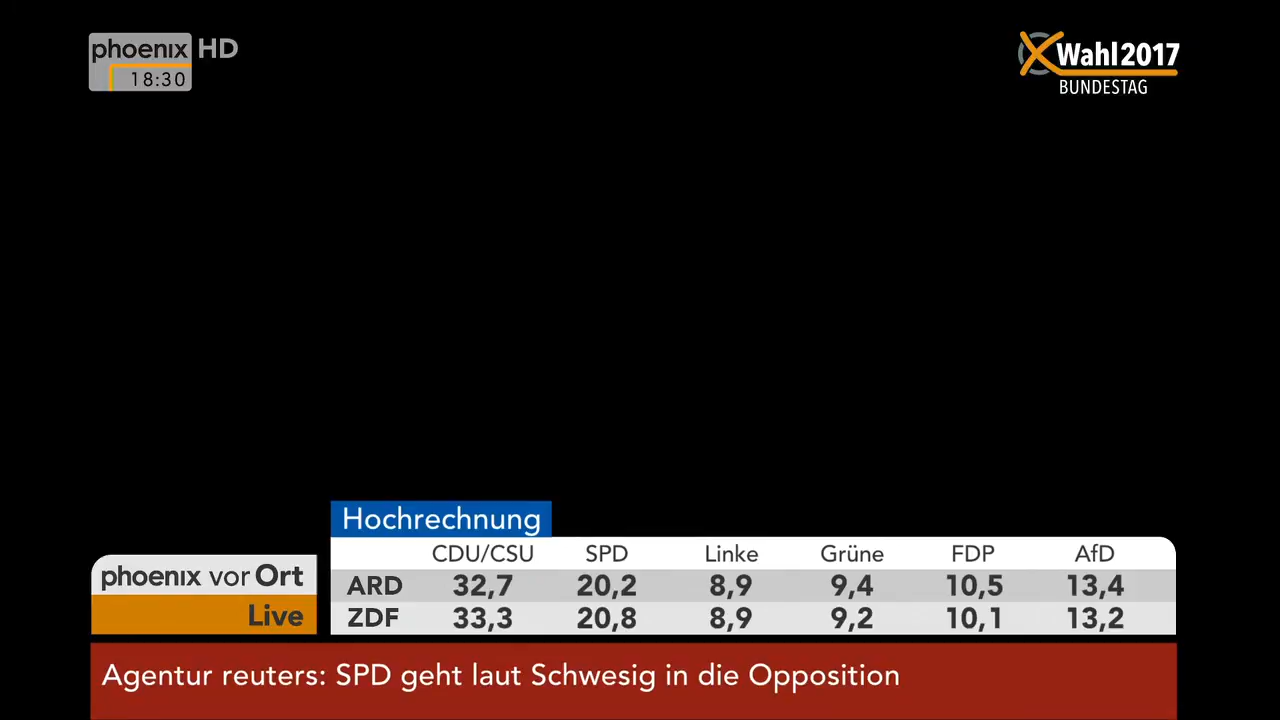 phoenix HD
18:30
Wahl2017
BUNDESTAG
Hochrechnung
CDU/CSU SPD Linke Grüne FDP AfD
ARD 32,7 20,2 8,9 9,4 10,5 13,4
ZDF 33,3 20,8 8,9 9,2 10,1 13,2
phoenix vor Ort
Live
Agentur reuters: SPD geht laut Schwesig in die Opposition